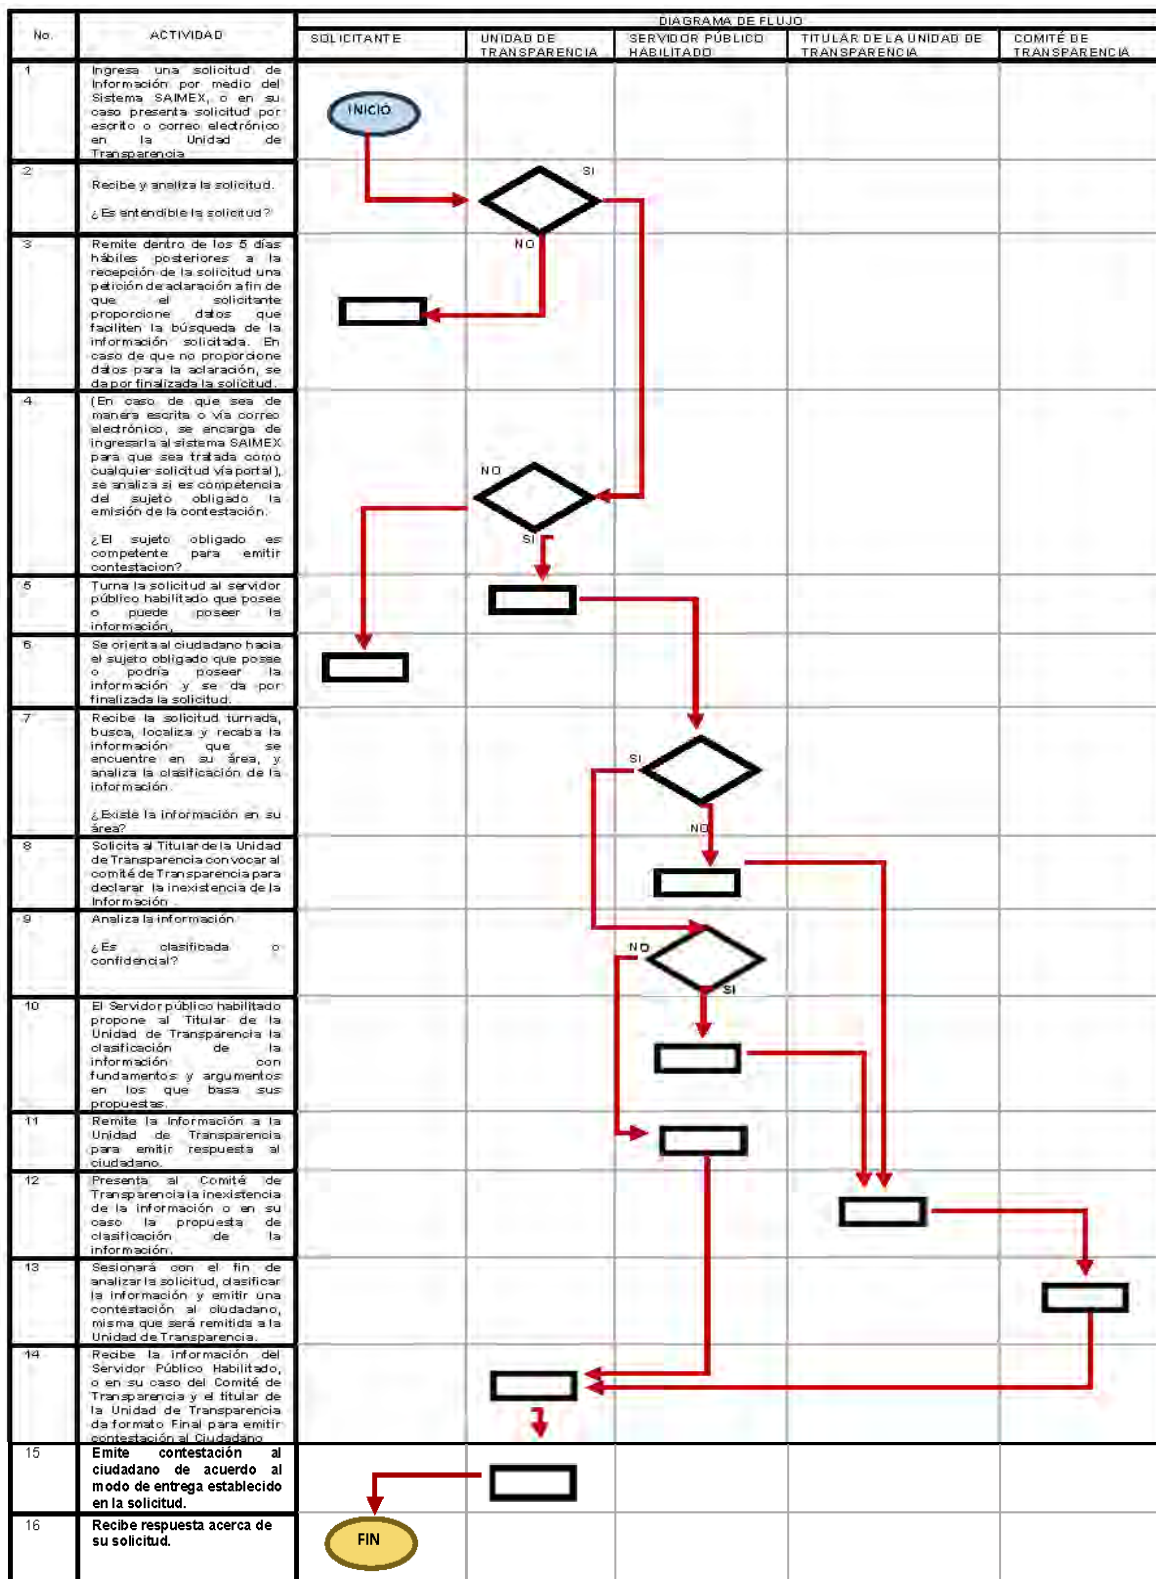 DIAGRAMA DE FLUJO
No. ACTIVIDAD SOLICITANTE UNIDAD DE TRANSPARENCIA SERVIDOR PÚBLICO HABILITADO TITULAR DE LA UNIDAD DE TRANSPARENCIA COMITÉ DE TRANSPARENCIA
1
Ingresa una solicitud de
Información por medio del
Sistema SAIMEX, o en su
caso presenta solicitud por
escrito o correo electrónico
en la Unidad de
Transparencia
INICIO
2
Recibe y analiza la solicitud.
¿Es entendible la solicitud?
SI
NO
3
Remite dentro de los 5 días
hábiles posteriores a la
recepción de la solicitud una
petición de aclaración a fin de
que el solicitante
proporcione datos que
faciliten la búsqueda de la
información solicitada. En
caso de que no proporcione
datos para la aclaración, se
da por finalizada la solicitud.
4
(En caso de que sea de
manera escrita o vía correo
electrónico, se encarga de
ingresarla al sistema SAIMEX
para que sea tratada como
cualquier solicitud vía portal),
se analiza si es competencia
del sujeto obligado la
emisión de la contestación.
¿El sujeto obligado es
competente para emitir
contestacion?
NO
SI
5
Turna la solicitud al servidor
público habilitado que posee
o puede poseer la
información,
6
Se orienta al ciudadano hacia
el sujeto obligado que posee
o podría poseer la
información y se da por
finalizada la solicitud.
7
Recibe la solicitud turnada,
busca, localiza y recaba la
información que se
encuentre en su área, y
analiza la clasificación de la
información.
¿Existe la información en su
área?
SI
NO
8
Solicita al Titular de la Unidad
de Transparencia convocar al
comité de Transparencia para
declarar la inexistencia de la
Información
9
Analiza la información
¿Es clasificada o
confidencial?
NO
SI
10
El Servidor público habilitado
propone al Titular de la
Unidad de Transparencia la
clasificación de la
información con
fundamentos y argumentos
en los que basa sus
propuestas.
11
Remite la Información a la
Unidad de Transparencia
para emitir respuesta al
ciudadano.
12
Presenta al Comité de
Transparencia la inexistencia
de la información o en su
caso la propuesta de
clasificación de la
información.
13
Sesionará con el fin de
analizar la solicitud, clasificar
la información y emitir una
contestación al ciudadano,
misma que será remitida a la
Unidad de Transparencia.
14
Recibe la información del
Servidor Público Habilitado,
o en su caso del Comité de
Transparencia y el titular de
la Unidad de Transparencia
da formato Final para emitir
contestación al Ciudadano
15
Emite contestación al
ciudadano de acuerdo al
modo de entrega establecido
en la solicitud.
16
Recibe respuesta acerca de
su solicitud.
FIN